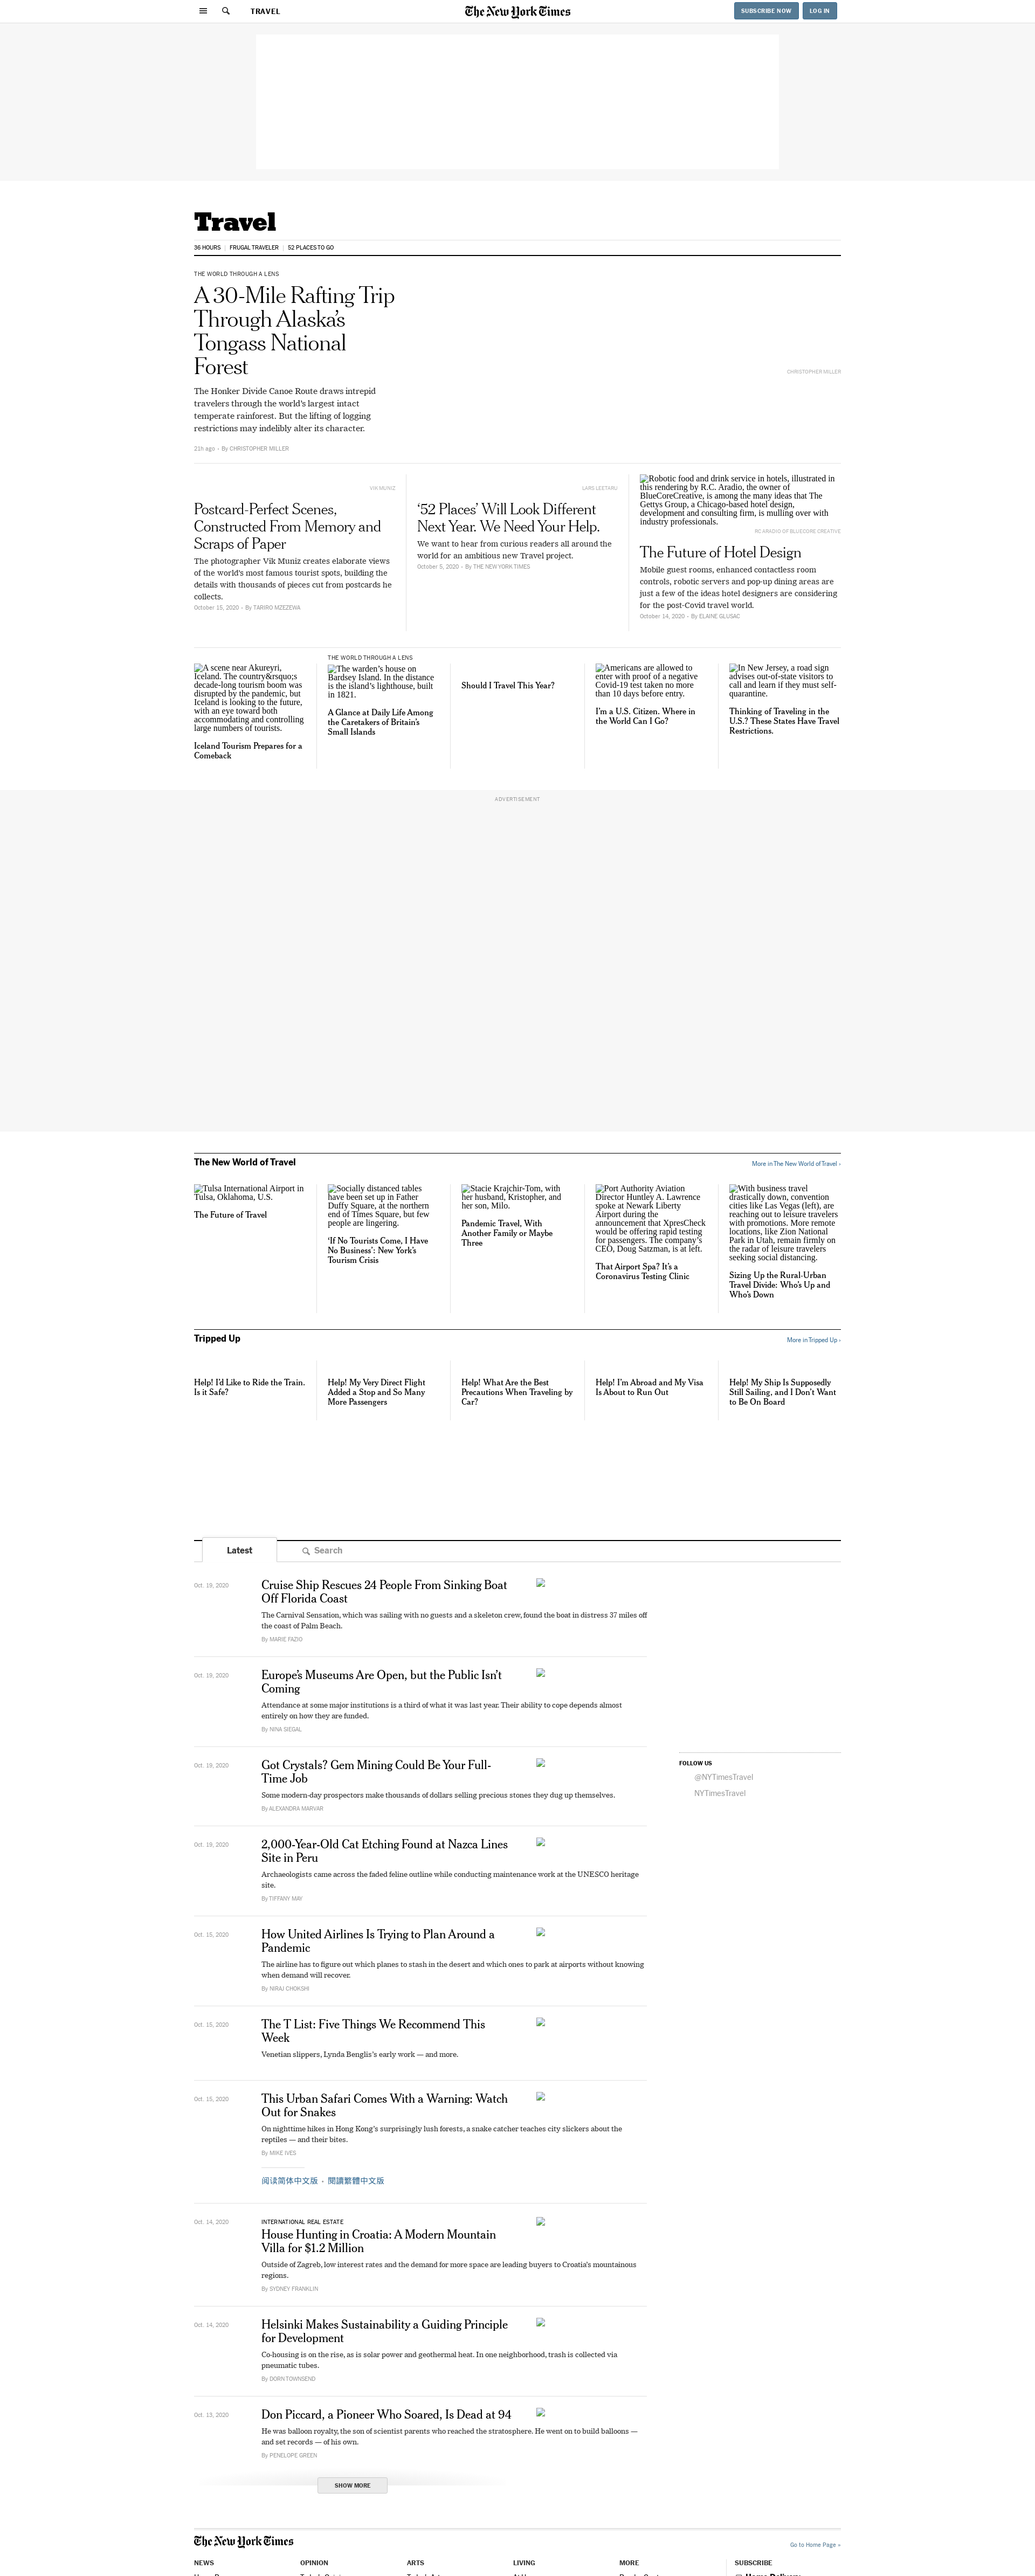 TRAVEL
The New York Times
SUBSCRIBE NOW
LOG IN
Travel
36 HOURS
FRUGAL TRAVELER
52 PLACES TO GO
THE WORLD THROUGH A LENS
A 30-Mile Rafting Trip
Through Alaska’s
Tongass National
Forest
CHRISTOPHER MILLER
The Honker Divide Canoe Route draws intrepid
travelers through the world’s largest intact
temperate rainforest. But the lifting of logging
restrictions may indelibly alter its character.
21h ago • By CHRISTOPHER MILLER
VIK MUNIZ
Postcard-Perfect Scenes,
Constructed From Memory and
Scraps of Paper
The photographer Vik Muniz creates elaborate views
of the world’s most famous tourist spots, building the
details with thousands of pieces cut from postcards he
collects.
October 15, 2020 • By TARIRO MZEZEWA
LARS LEETARU
‘52 Places’ Will Look Different
Next Year. We Need Your Help.
We want to hear from curious readers all around the
world for an ambitious new Travel project.
October 5, 2020 • By THE NEW YORK TIMES
Robotic food and drink service in hotels, illustrated in
this rendering by R.C. Aradio, the owner of
BlueCoreCreative, is among the many ideas that The
Gettys Group, a Chicago-based hotel design,
development and consulting firm, is mulling over with
industry professionals.
RC ARADIO OF BLUECORE CREATIVE
The Future of Hotel Design
Mobile guest rooms, enhanced contactless room
controls, robotic servers and pop-up dining areas are
just a few of the ideas hotel designers are considering
for the post-Covid travel world.
October 14, 2020 • By ELAINE GLUSAC
A scene near Akureyri,
Iceland. The country&rsquo;s
decade-long tourism boom was
disrupted by the pandemic, but
Iceland is looking to the future,
with an eye toward both
accommodating and controlling
large numbers of tourists.
Iceland Tourism Prepares for a
Comeback
THE WORLD THROUGH A LENS
The warden’s house on
Bardsey Island. In the distance
is the island’s lighthouse, built
in 1821.
A Glance at Daily Life Among
the Caretakers of Britain’s
Small Islands
Should I Travel This Year?
Americans are allowed to
enter with proof of a negative
Covid-19 test taken no more
than 10 days before entry.
I’m a U.S. Citizen. Where in
the World Can I Go?
In New Jersey, a road sign
advises out-of-state visitors to
call and learn if they must self-
quarantine.
Thinking of Traveling in the
U.S.? These States Have Travel
Restrictions.
ADVERTISEMENT
The New World of Travel
More in The New World of Travel ›
Tulsa International Airport in
Tulsa, Oklahoma, U.S.
The Future of Travel
Socially distanced tables
have been set up in Father
Duffy Square, at the northern
end of Times Square, but few
people are lingering.
‘If No Tourists Come, I Have
No Business’: New York’s
Tourism Crisis
Stacie Krajchir-Tom, with
her husband, Kristopher, and
her son, Milo.
Pandemic Travel, With
Another Family or Maybe
Three
Port Authority Aviation
Director Huntley A. Lawrence
spoke at Newark Liberty
Airport during the
announcement that XpresCheck
would be offering rapid testing
for passengers. The company’s
CEO, Doug Satzman, is at left.
That Airport Spa? It’s a
Coronavirus Testing Clinic
With business travel
drastically down, convention
cities like Las Vegas (left), are
reaching out to leisure travelers
with promotions. More remote
locations, like Zion National
Park in Utah, remain firmly on
the radar of leisure travelers
seeking social distancing.
Sizing Up the Rural-Urban
Travel Divide: Who’s Up and
Who’s Down
Tripped Up
More in Tripped Up ›
Help! I’d Like to Ride the Train.
Is it Safe?
Help! My Very Direct Flight
Added a Stop and So Many
More Passengers
Help! What Are the Best
Precautions When Traveling by
Car?
Help! I’m Abroad and My Visa
Is About to Run Out
Help! My Ship Is Supposedly
Still Sailing, and I Don’t Want
to Be On Board
Latest
Search
Oct. 19, 2020
Cruise Ship Rescues 24 People From Sinking Boat
Off Florida Coast
The Carnival Sensation, which was sailing with no guests and a skeleton crew, found the boat in distress 37 miles off
the coast of Palm Beach.
By MARIE FAZIO
Oct. 19, 2020
Europe’s Museums Are Open, but the Public Isn’t
Coming
Attendance at some major institutions is a third of what it was last year. Their ability to cope depends almost
entirely on how they are funded.
By NINA SIEGAL
Oct. 19, 2020
Got Crystals? Gem Mining Could Be Your Full-
Time Job
Some modern-day prospectors make thousands of dollars selling precious stones they dug up themselves.
By ALEXANDRA MARVAR
FOLLOW US
@NYTimesTravel
NYTimesTravel
Oct. 19, 2020
2,000-Year-Old Cat Etching Found at Nazca Lines
Site in Peru
Archaeologists came across the faded feline outline while conducting maintenance work at the UNESCO heritage
site.
By TIFFANY MAY
Oct. 15, 2020
How United Airlines Is Trying to Plan Around a
Pandemic
The airline has to figure out which planes to stash in the desert and which ones to park at airports without knowing
when demand will recover.
By NIRAJ CHOKSHI
Oct. 15, 2020
The T List: Five Things We Recommend This
Week
Venetian slippers, Lynda Benglis’s early work — and more.
Oct. 15, 2020
This Urban Safari Comes With a Warning: Watch
Out for Snakes
On nighttime hikes in Hong Kong’s surprisingly lush forests, a snake catcher teaches city slickers about the
reptiles — and their bites.
By MIKE IVES
阅读简体中文版 • 閱讀繁體中文版
Oct. 14, 2020
INTERNATIONAL REAL ESTATE
House Hunting in Croatia: A Modern Mountain
Villa for $1.2 Million
Outside of Zagreb, low interest rates and the demand for more space are leading buyers to Croatia’s mountainous
regions.
By SYDNEY FRANKLIN
Oct. 14, 2020
Helsinki Makes Sustainability a Guiding Principle
for Development
Co-housing is on the rise, as is solar power and geothermal heat. In one neighborhood, trash is collected via
pneumatic tubes.
By DORN TOWNSEND
Oct. 13, 2020
Don Piccard, a Pioneer Who Soared, Is Dead at 94
He was balloon royalty, the son of scientist parents who reached the stratosphere. He went on to build balloons —
and set records — of his own.
By PENELOPE GREEN
SHOW MORE
The New York Times
Go to Home Page »
NEWS
OPINION
ARTS
LIVING
MORE
SUBSCRIBE